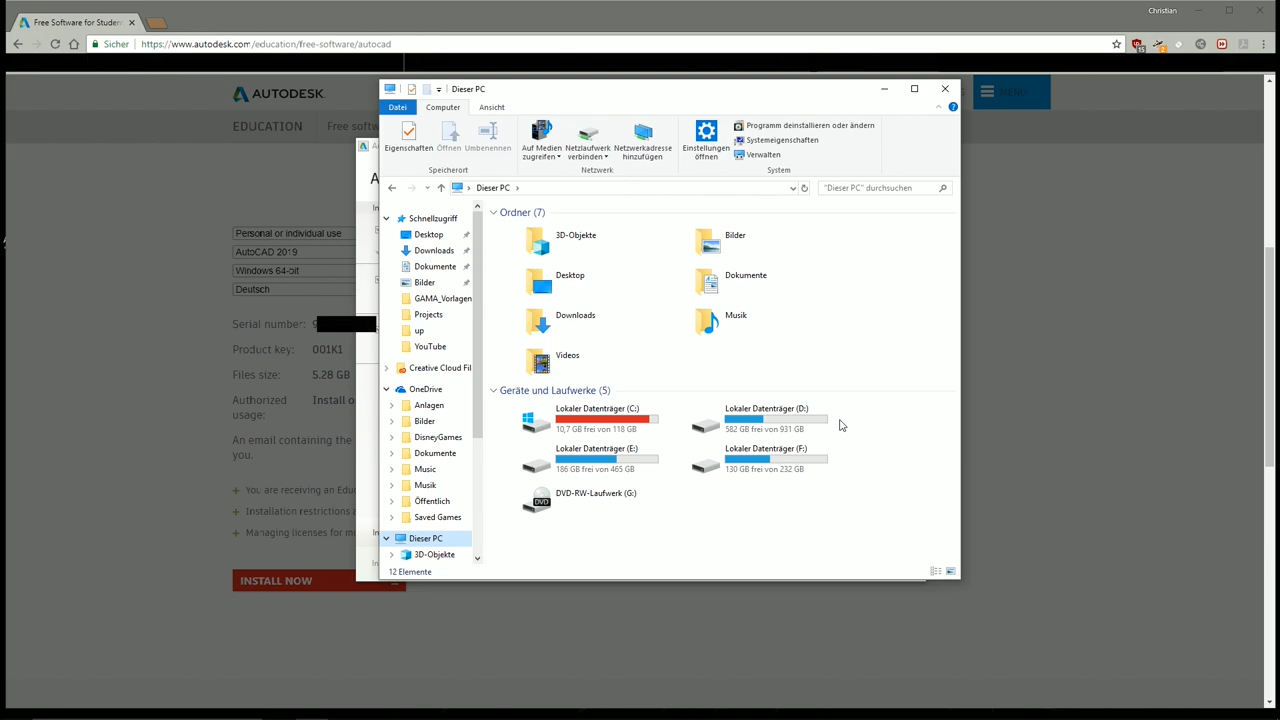 Free Software for Studen
Christian
Sicher
https://www.autodesk.com/education/free-software/autocad
15
AUTODESK.
MENU
EDUCATION
Free softw
Personal or individual use
AutoCAD 2019
Windows 64-bit
Deutsch
Serial number: 9
Product key: 001K1
Files size: 5.28 GB
Authorized usage: Install o
An email containing the
you.
You are receiving an Edu
Installation restrictions a
Managing licenses for m
INSTALL NOW
Dieser PC
Datei
Computer
Ansicht
Eigenschaften
Öffnen
Umbenennen
Speicherort
Auf Medien zugreifen
Netzlaufwerk verbinden
Netzwerkadresse hinzufügen
Netzwerk
Einstellungen öffnen
Programm deinstallieren oder ändern
Systemeigenschaften
Verwalten
System
Dieser PC
"Dieser PC" durchsuchen
Schnellzugriff
Desktop
Downloads
Dokumente
Bilder
GAMA_Vorlagen
Projects
up
YouTube
Creative Cloud Fil
OneDrive
Anlagen
Bilder
DisneyGames
Dokumente
Music
Musik
Öffentlich
Saved Games
Dieser PC
3D-Objekte
Ordner (7)
3D-Objekte
Bilder
Desktop
Dokumente
Downloads
Musik
Videos
Geräte und Laufwerke (5)
Lokaler Datenträger (C:)
10,7 GB frei von 118 GB
Lokaler Datenträger (D:)
582 GB frei von 931 GB
Lokaler Datenträger (E:)
186 GB frei von 465 GB
Lokaler Datenträger (F:)
130 GB frei von 232 GB
DVD
DVD-RW-Laufwerk (G:)
12 Elemente